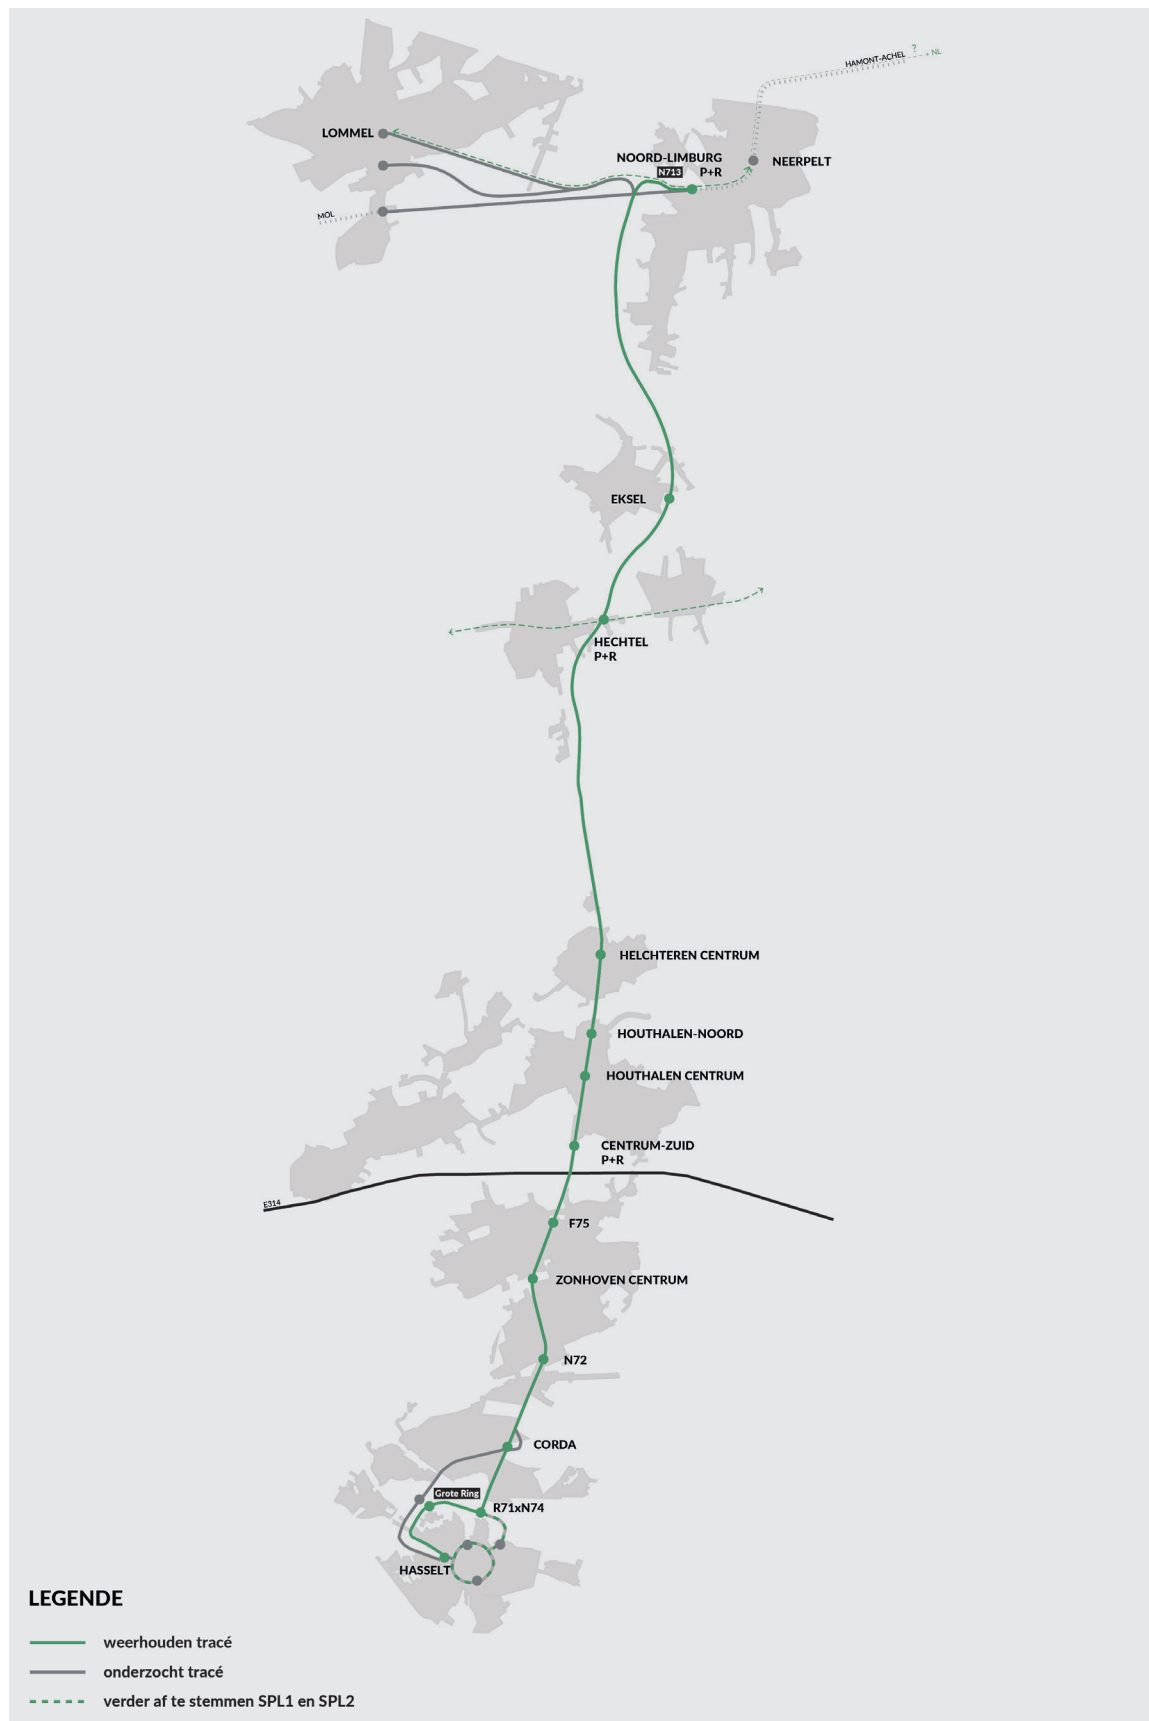 ?
NL
HAMONT-ACHEL
LOMMEL
NOORD-LIMBURG
P+R
N713
NEERPELT
MOL
EKSEL
HECHTEL
P+R
HELCHTEREN CENTRUM
HOUTHALEN-NOORD
HOUTHALEN CENTRUM
CENTRUM-ZUID
P+R
E314
F75
ZONHOVEN CENTRUM
N72
CORDA
Grote Ring
R71xN74
HASSELT
LEGENDE
weerhouden tracé
onderzocht tracé
verder af te stemmen SPL1 en SPL2